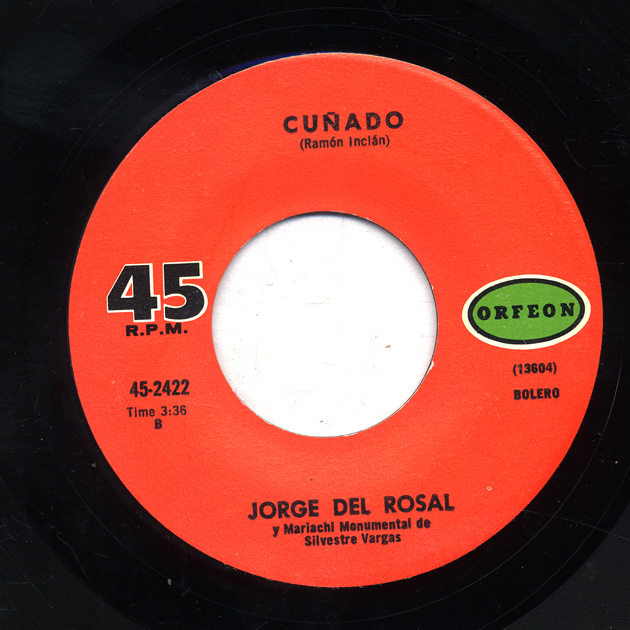 CUÑADO
(Ramón Inclán)
45
R.P.M.
ORFEON
45-2422
Time 3:36
B
(13604)
BOLERO
JORGE DEL ROSAL
y Mariachi Monumental de
Silvestre Vargas